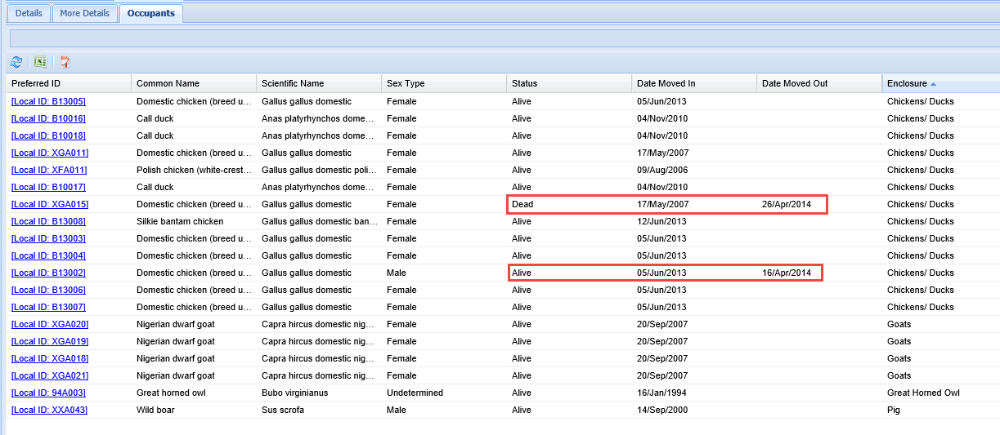 Details More Details Occupants
Preferred ID Common Name Scientific Name Sex Type Status Date Moved In Date Moved Out Enclosure
[Local ID: B13005] Domestic chicken (breed u... Gallus gallus domestic Female Alive 05/Jun/2013 Chickens/ Ducks
[Local ID: B10016] Call duck Anas platyrhynchos dome... Female Alive 04/Nov/2010 Chickens/ Ducks
[Local ID: B10018] Call duck Anas platyrhynchos dome... Female Alive 04/Nov/2010 Chickens/ Ducks
[Local ID: XGA011] Domestic chicken (breed u... Gallus gallus domestic Female Alive 17/May/2007 Chickens/ Ducks
[Local ID: XFA011] Polish chicken (white-crest... Gallus gallus domestic poli... Female Alive 09/Aug/2006 Chickens/ Ducks
[Local ID: B10017] Call duck Anas platyrhynchos dome... Female Alive 04/Nov/2010 Chickens/ Ducks
[Local ID: XGA015] Domestic chicken (breed u... Gallus gallus domestic Female Dead 17/May/2007 26/Apr/2014 Chickens/ Ducks
[Local ID: B13008] Silkie bantam chicken Gallus gallus domestic ban... Female Alive 12/Jun/2013 Chickens/ Ducks
[Local ID: B13003] Domestic chicken (breed u... Gallus gallus domestic Female Alive 05/Jun/2013 Chickens/ Ducks
[Local ID: B13004] Domestic chicken (breed u... Gallus gallus domestic Female Alive 05/Jun/2013 Chickens/ Ducks
[Local ID: B13002] Domestic chicken (breed u... Gallus gallus domestic Male Alive 05/Jun/2013 16/Apr/2014 Chickens/ Ducks
[Local ID: B13006] Domestic chicken (breed u... Gallus gallus domestic Female Alive 05/Jun/2013 Chickens/ Ducks
[Local ID: B13007] Domestic chicken (breed u... Gallus gallus domestic Female Alive 05/Jun/2013 Chickens/ Ducks
[Local ID: XGA020] Nigerian dwarf goat Capra hircus domestic nig... Female Alive 20/Sep/2007 Goats
[Local ID: XGA019] Nigerian dwarf goat Capra hircus domestic nig... Female Alive 20/Sep/2007 Goats
[Local ID: XGA018] Nigerian dwarf goat Capra hircus domestic nig... Female Alive 20/Sep/2007 Goats
[Local ID: XGA021] Nigerian dwarf goat Capra hircus domestic nig... Female Alive 20/Sep/2007 Goats
[Local ID: 94A003] Great horned owl Bubo virginianus Undetermined Alive 16/Jan/1994 Great Horned Owl
[Local ID: XXA043] Wild boar Sus scrofa Male Alive 14/Sep/2000 Pig